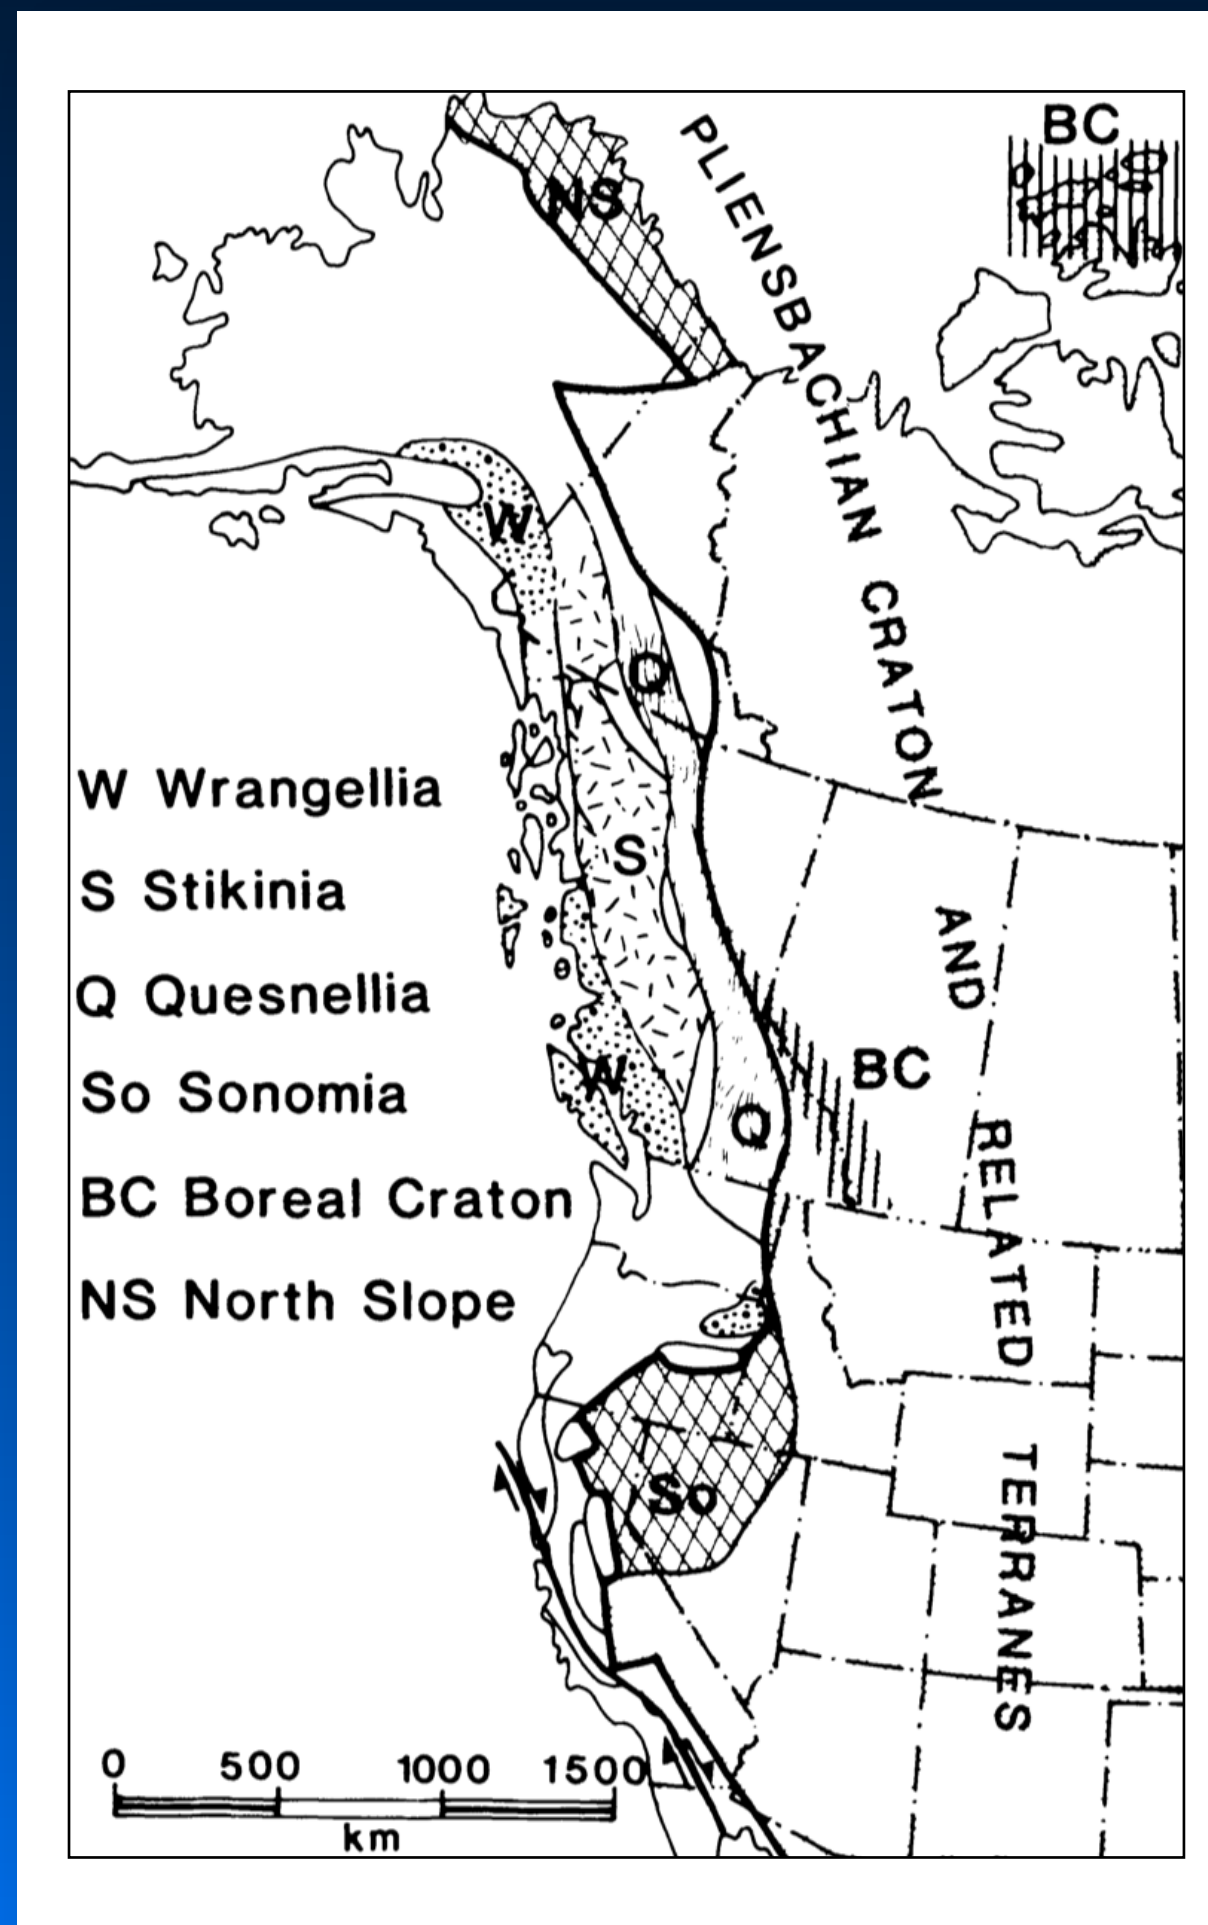 PLIENSBACHIAN CRATON
AND
RELATED
TERRANES
BC
NS
W
Q
S
W
Q
BC
So
W Wrangellia
S Stikinia
Q Quesnellia
So Sonomia
BC Boreal Craton
NS North Slope
0 500 1000 1500
km